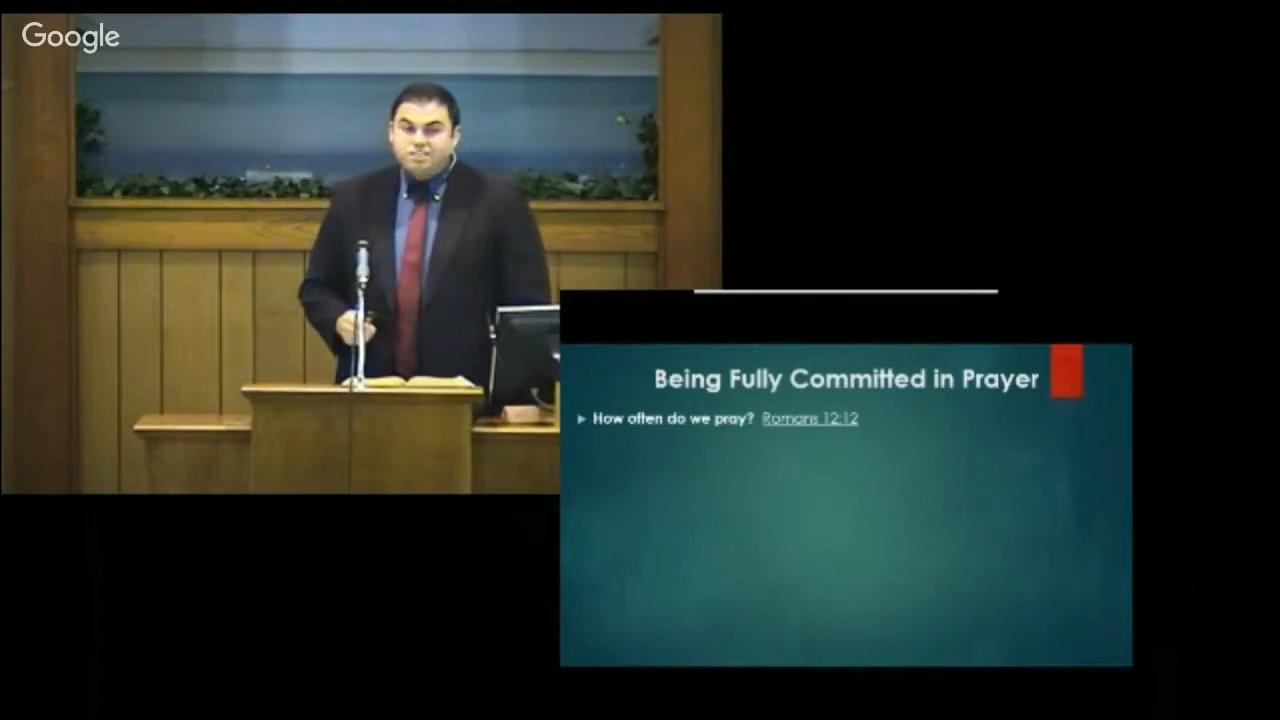 Google
Being Fully Committed in Prayer
How often do we pray? Romans 12:12